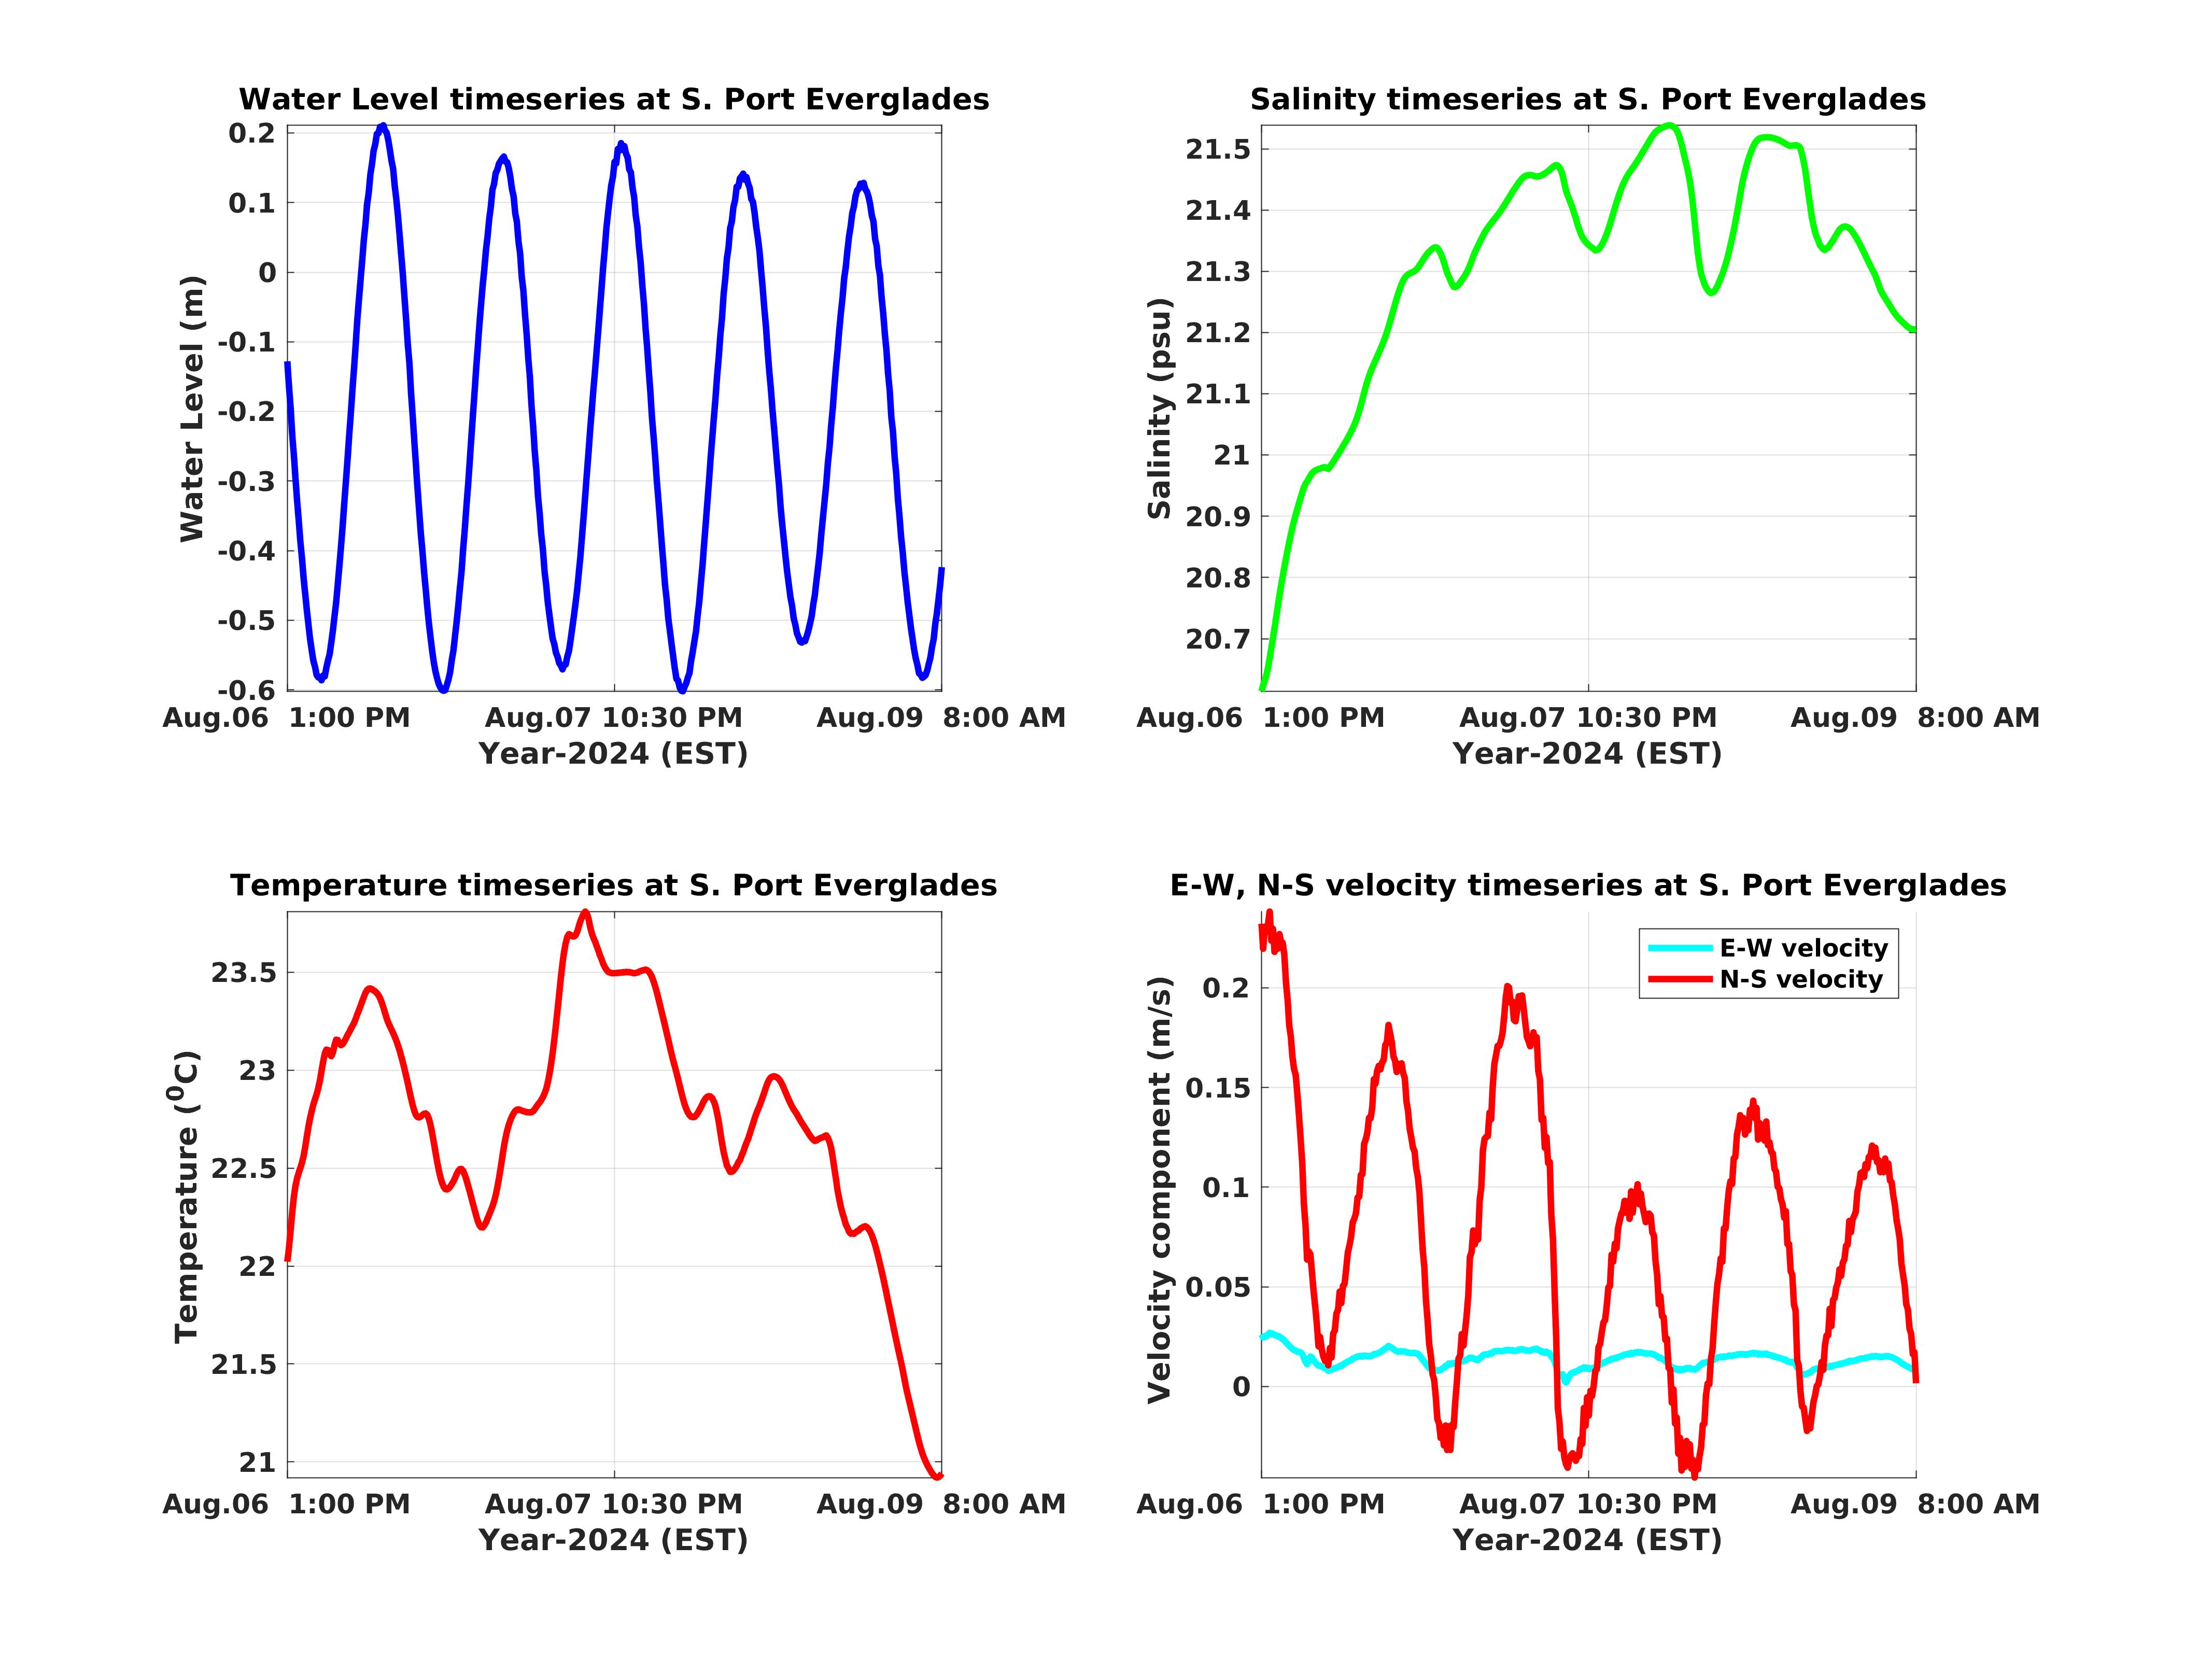 Water Level timeseries at S. Port Everglades
0.2
0.1
0
-0.1
-0.2
-0.3
-0.4
-0.5
-0.6
Water Level (m)
Aug.06 1:00 PM Aug.07 10:30 PM Aug.09 8:00 AM
Year-2024 (EST)
Salinity timeseries at S. Port Everglades
21.5
21.4
21.3
21.2
21.1
21
20.9
20.8
20.7
Salinity (psu)
Aug.06 1:00 PM Aug.07 10:30 PM Aug.09 8:00 AM
Year-2024 (EST)
Temperature timeseries at S. Port Everglades
23.5
23
22.5
22
21.5
21
Temperature (⁰C)
Aug.06 1:00 PM Aug.07 10:30 PM Aug.09 8:00 AM
Year-2024 (EST)
E-W, N-S velocity timeseries at S. Port Everglades
E-W velocity
N-S velocity
0.2
0.15
0.1
0.05
0
Velocity component (m/s)
Aug.06 1:00 PM Aug.07 10:30 PM Aug.09 8:00 AM
Year-2024 (EST)